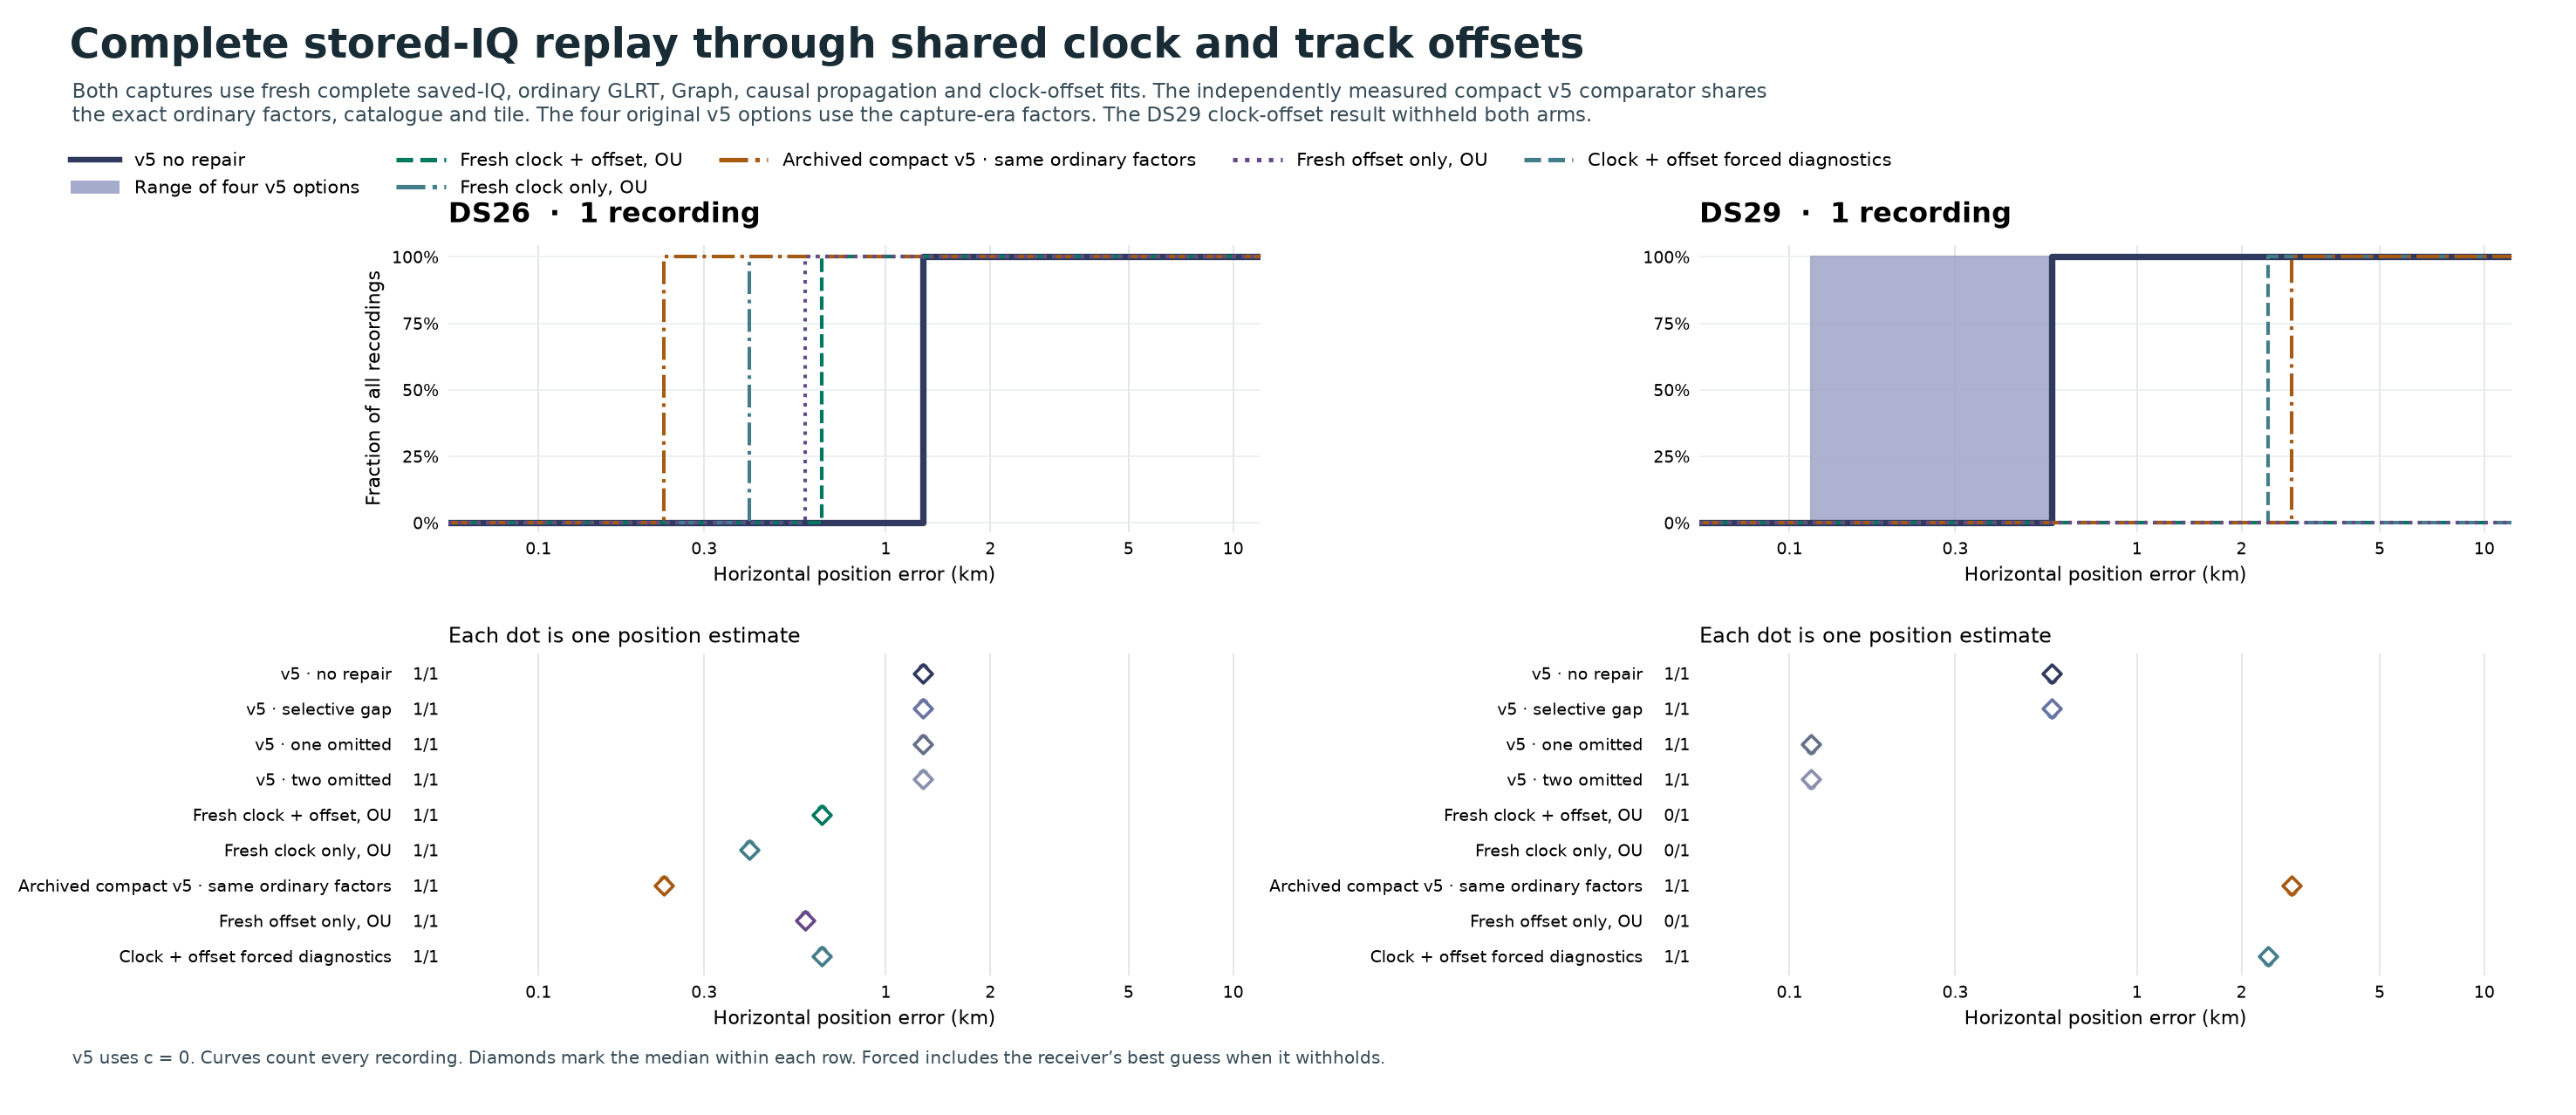 Complete stored-IQ replay through shared clock and track offsets
Both captures use fresh complete saved-IQ, ordinary GLRT, Graph, causal propagation and clock-offset fits. The independently measured compact v5 comparator shares
the exact ordinary factors, catalogue and tile. The four original v5 options use the capture-era factors. The DS29 clock-offset result withheld both arms.
v5 no repair
Fresh clock + offset, OU
Archived compact v5 · same ordinary factors
Fresh offset only, OU
Clock + offset forced diagnostics
Range of four v5 options
Fresh clock only, OU
DS26 · 1 recording
Fraction of all recordings
100%
75%
50%
25%
0%
0.1 0.3 1 2 5 10
Horizontal position error (km)
DS29 · 1 recording
100%
75%
50%
25%
0%
0.1 0.3 1 2 5 10
Horizontal position error (km)
Each dot is one position estimate
v5 · no repair 1/1
v5 · selective gap 1/1
v5 · one omitted 1/1
v5 · two omitted 1/1
Fresh clock + offset, OU 1/1
Fresh clock only, OU 1/1
Archived compact v5 · same ordinary factors 1/1
Fresh offset only, OU 1/1
Clock + offset forced diagnostics 1/1
0.1 0.3 1 2 5 10
Horizontal position error (km)
Each dot is one position estimate
v5 · no repair 1/1
v5 · selective gap 1/1
v5 · one omitted 1/1
v5 · two omitted 1/1
Fresh clock + offset, OU 0/1
Fresh clock only, OU 0/1
Archived compact v5 · same ordinary factors 1/1
Fresh offset only, OU 0/1
Clock + offset forced diagnostics 1/1
0.1 0.3 1 2 5 10
Horizontal position error (km)
v5 uses c = 0. Curves count every recording. Diamonds mark the median within each row. Forced includes the receiver’s best guess when it withholds.